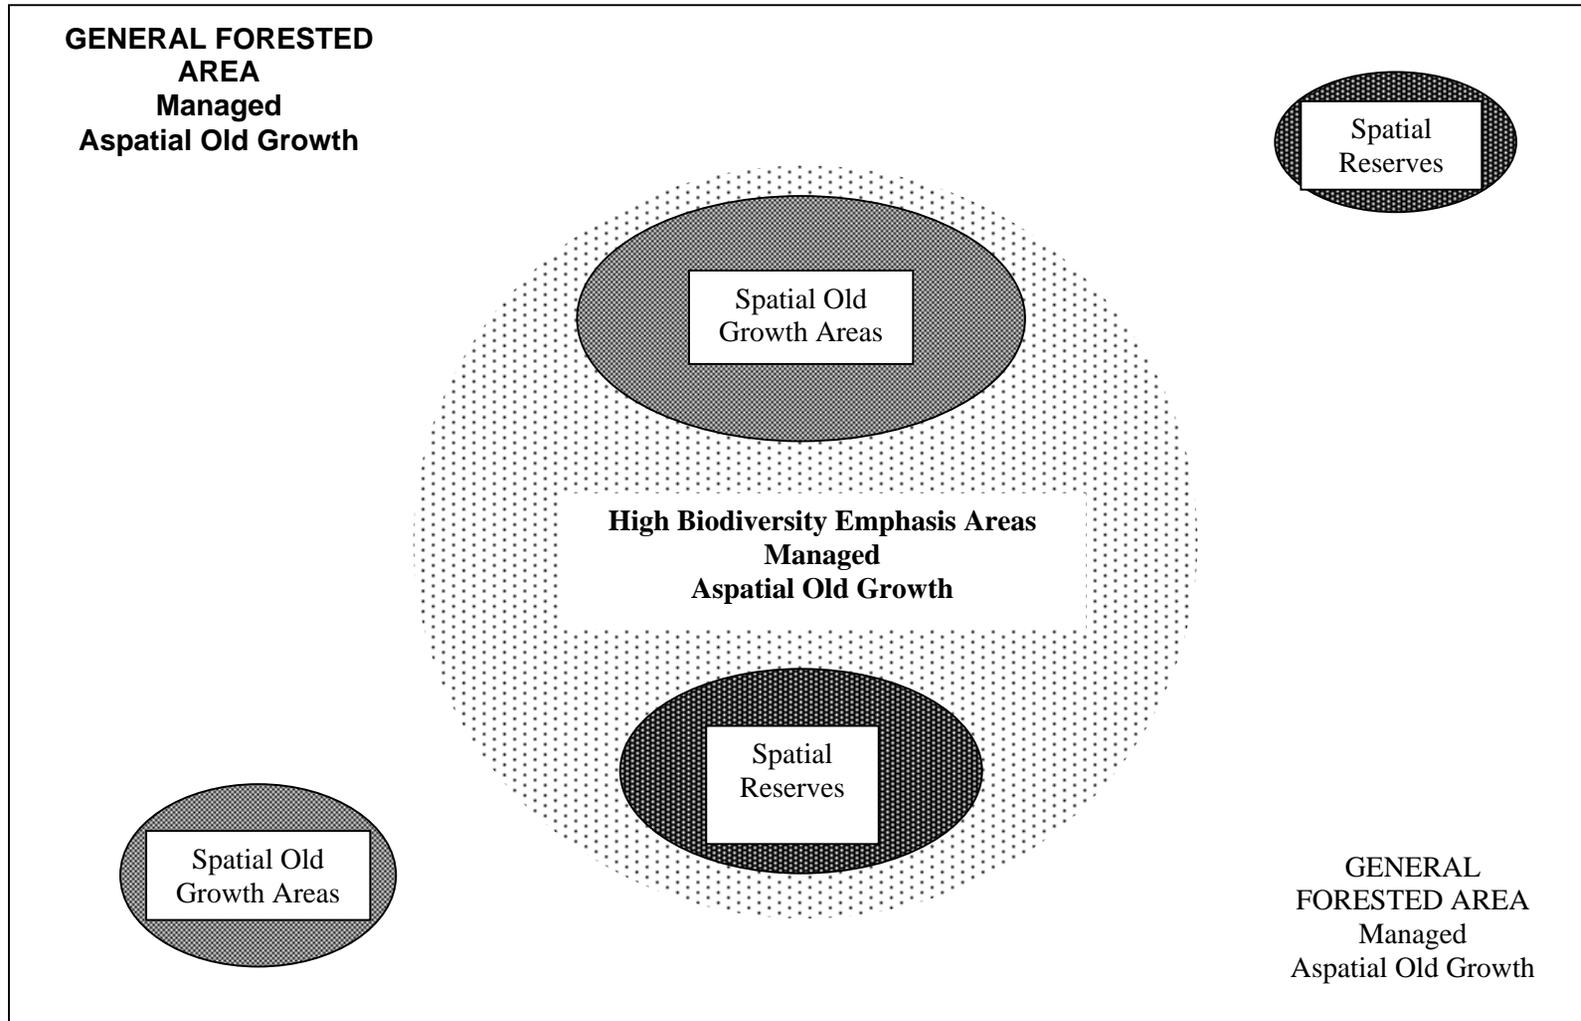 GENERAL FORESTED
AREA
Managed
Aspatial Old Growth
Spatial
Reserves
Spatial Old
Growth Areas
High Biodiversity Emphasis Areas
Managed
Aspatial Old Growth
Spatial
Reserves
Spatial Old
Growth Areas
GENERAL
FORESTED AREA
Managed
Aspatial Old Growth